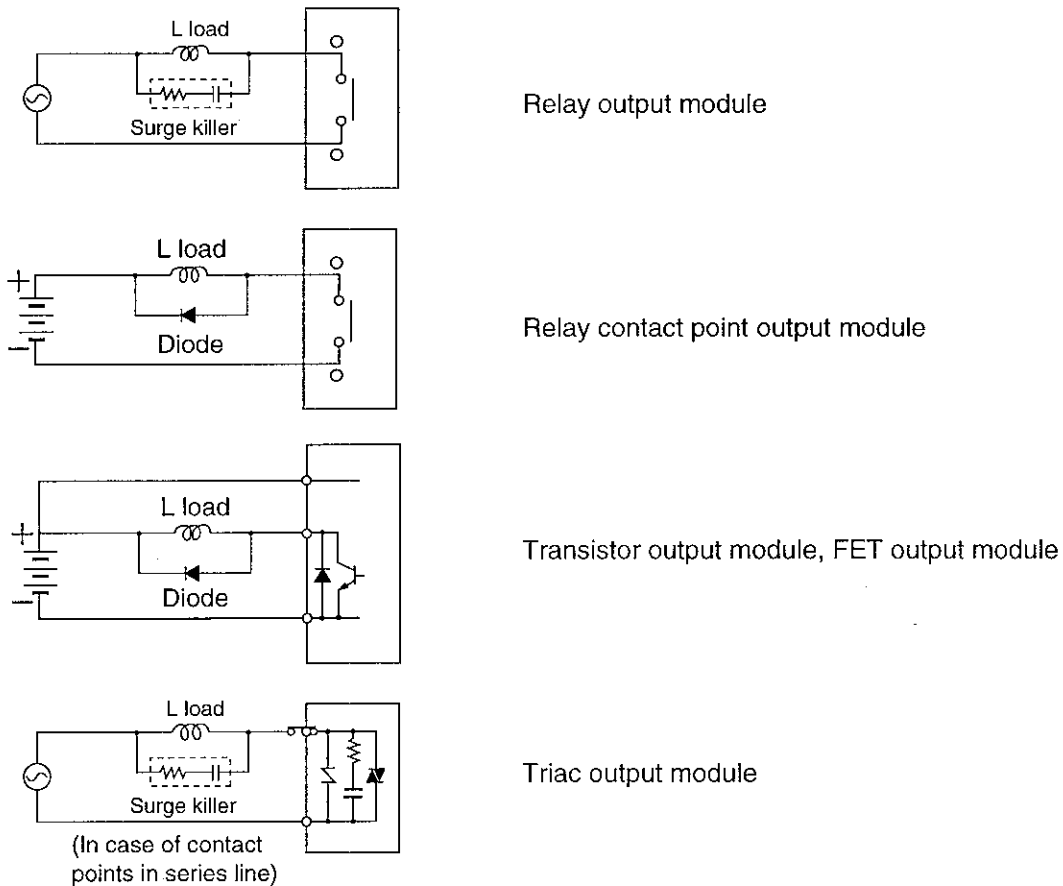 L load
Surge killer
Relay output module
L load
+
−
Diode
Relay contact point output module
L load
+
−
Diode
Transistor output module, FET output module
L load
Surge killer
(In case of contact
points in series line)
Triac output module